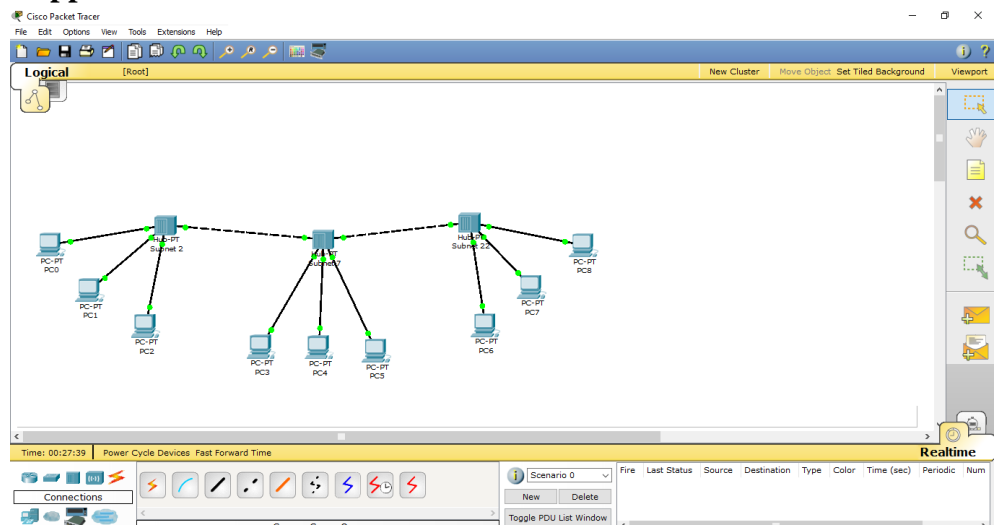 Cisco Packet Tracer
File Edit Options View Tools Extensions Help
Logical [Root] New Cluster Move Object Set Tiled Background Viewport
Hub-PT
Subnet 2
Hub-PT
Subnet 7
Hub-PT
Subnet 22
PC-PT
PC0
PC-PT
PC1
PC-PT
PC2
PC-PT
PC3
PC-PT
PC4
PC-PT
PC5
PC-PT
PC6
PC-PT
PC7
PC-PT
PC8
Time: 00:27:39 Power Cycle Devices Fast Forward Time Realtime
Connections
Scenario 0
New Delete
Toggle PDU List Window
Fire Last Status Source Destination Type Color Time (sec) Periodic Num